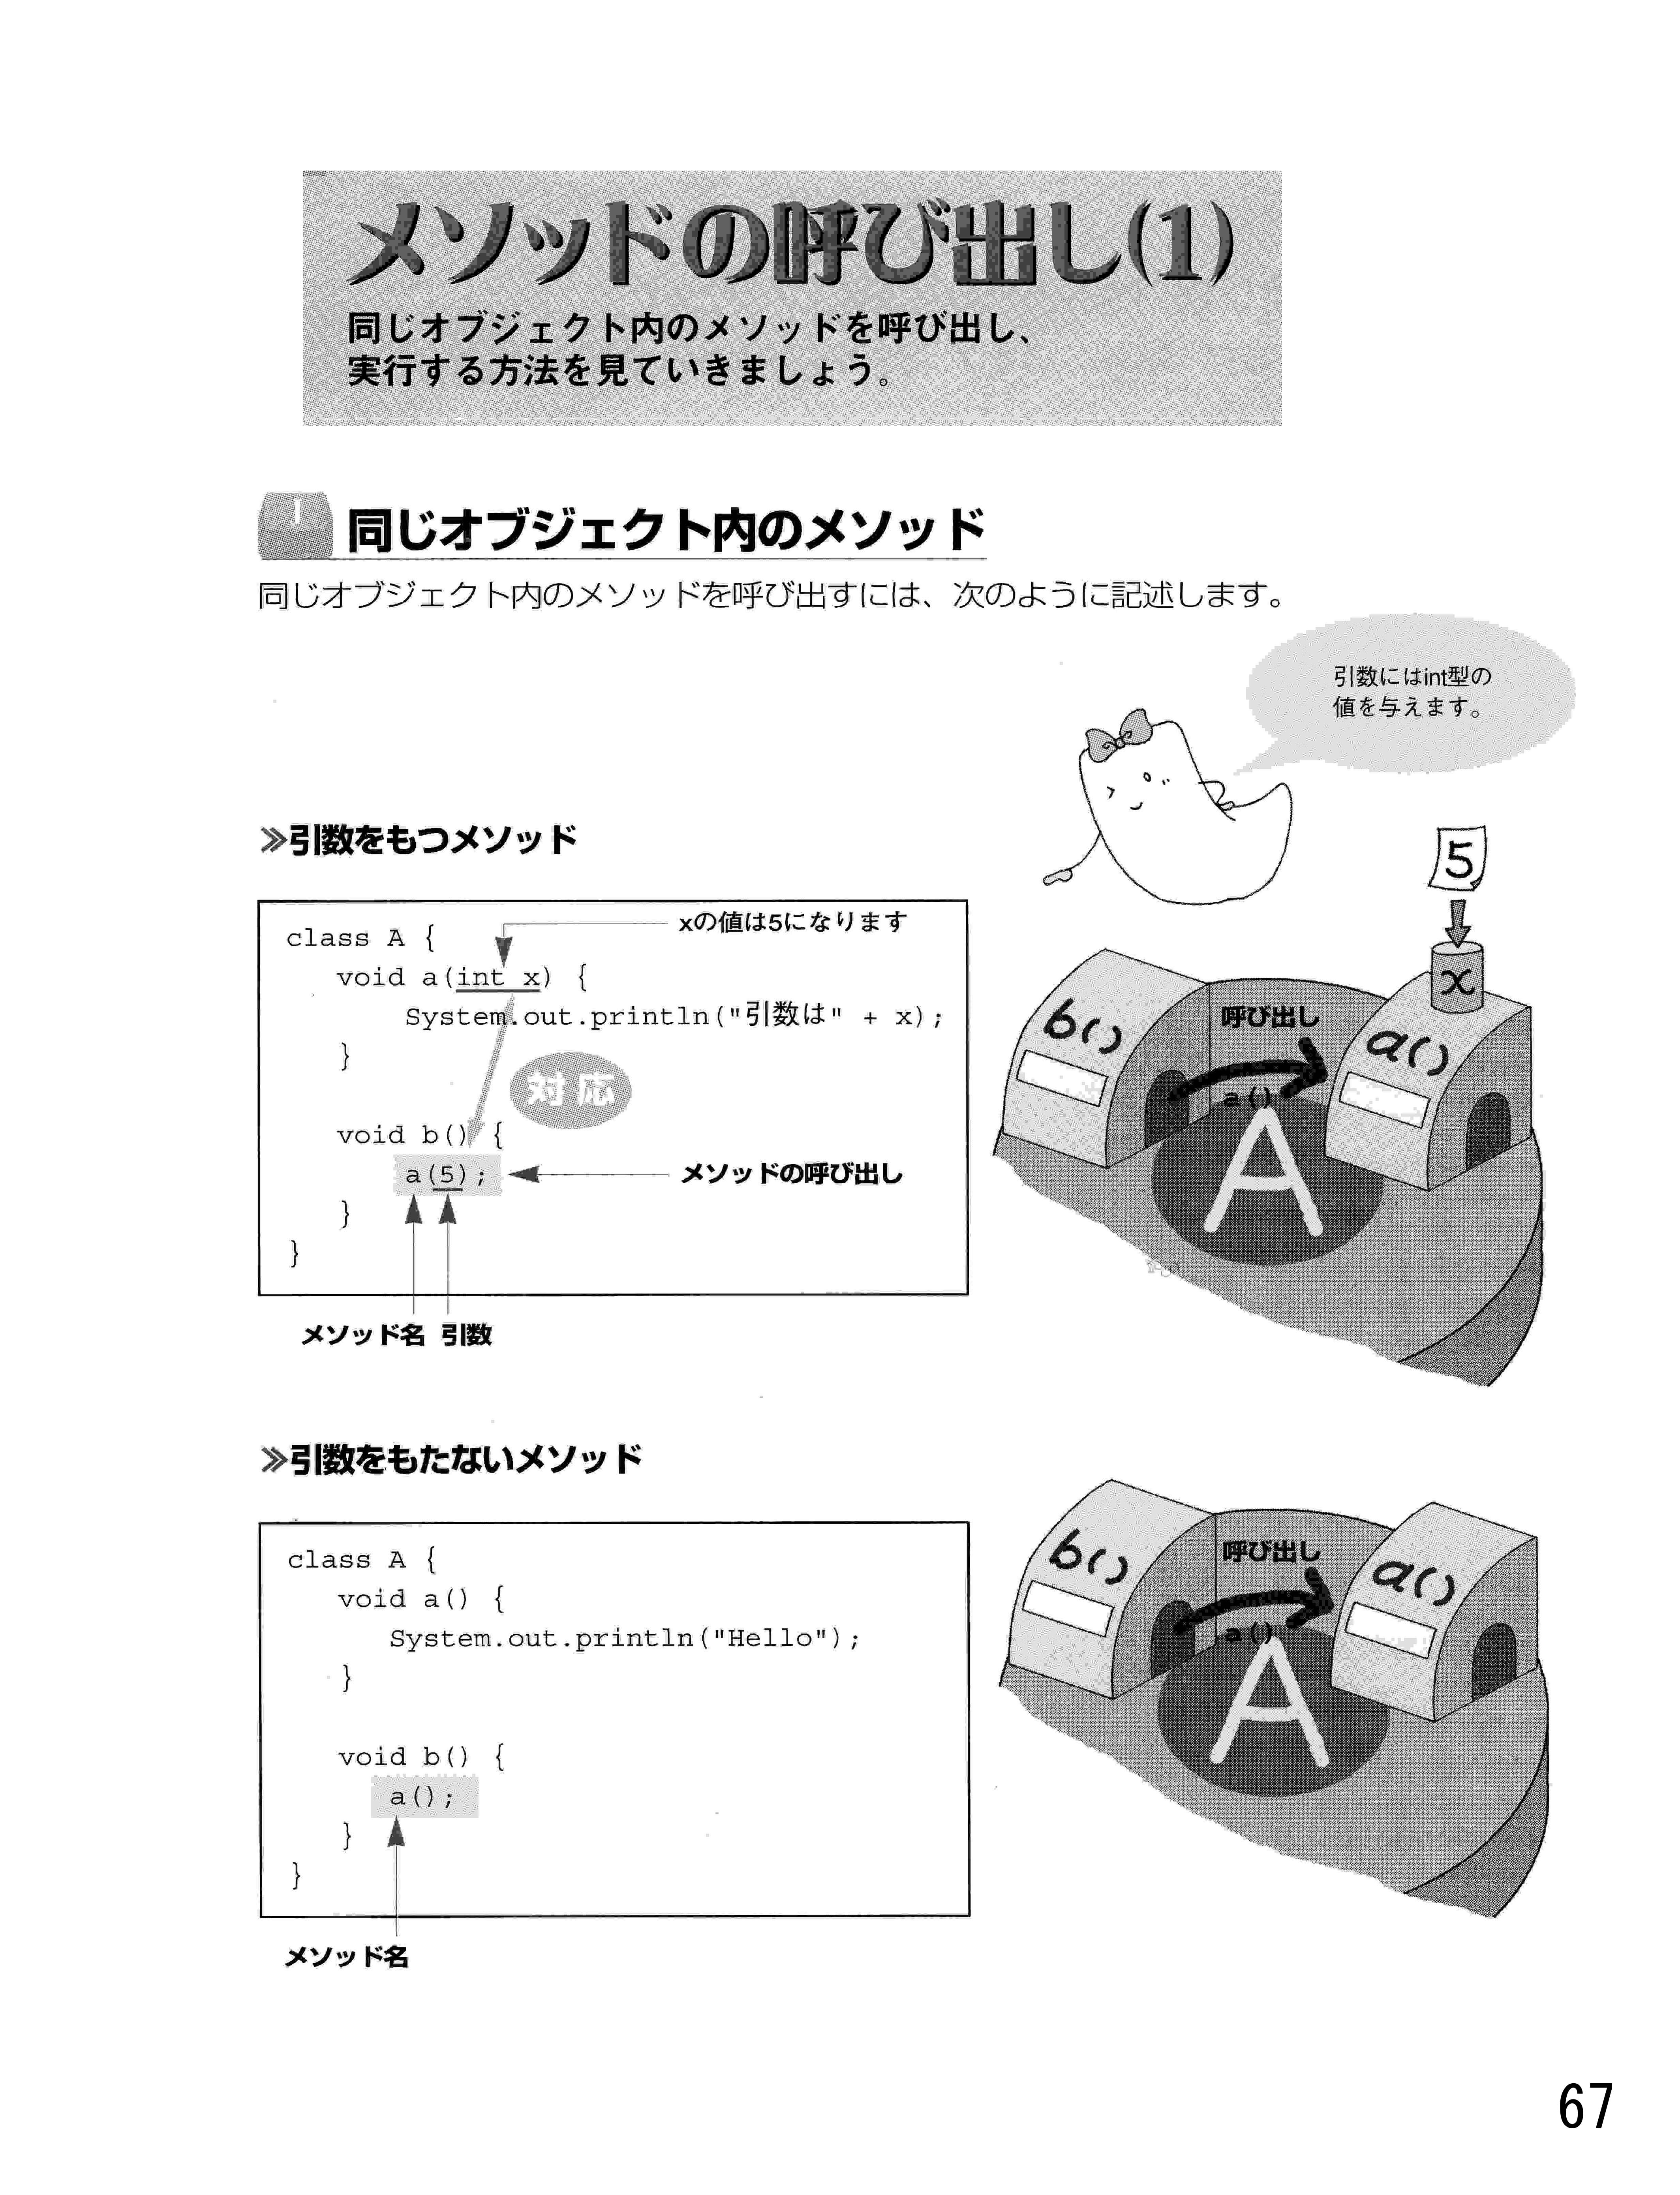 メソッドの呼び出し(1)
同じオブジェクト内のメソッドを呼び出し、
実行する方法を見ていきましょう。
J
同じオブジェクト内のメソッド
同じオブジェクト内のメソッドを呼び出すには、次のように記述します。
引数にはint型の
値を与えます。
≫引数をもつメソッド
5
x
b()
呼び出し
a()
a()
A
class A {
xの値は5になります
void a(int x) {
System.out.println("引数は" + x);
}
対応
void b() {
a(5);
メソッドの呼び出し
}
}
メソッド名 引数
≫引数をもたないメソッド
class A {
void a() {
System.out.println("Hello");
}
void b() {
a();
}
}
メソッド名
b()
呼び出し
a()
a()
A
67